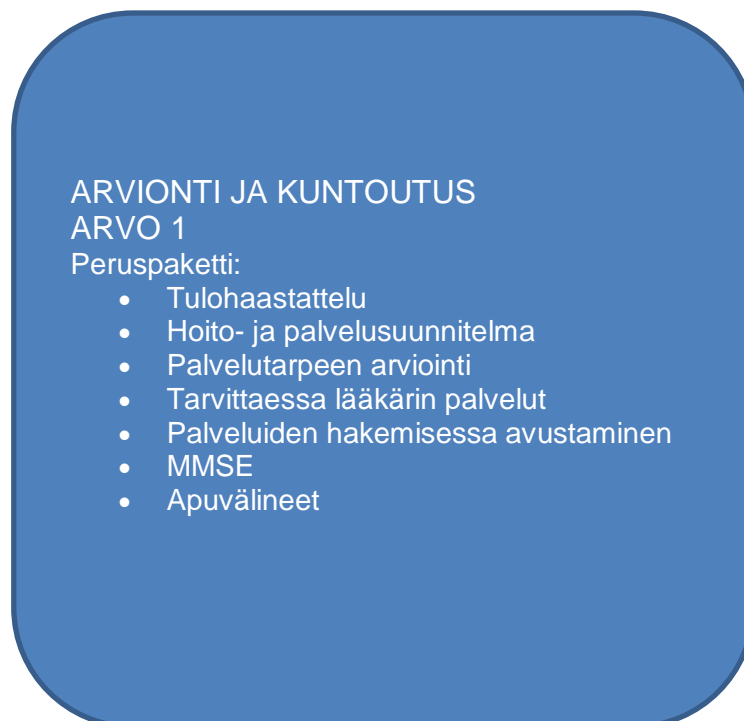 ARVIONTI JA KUNTOUTUS
ARVO 1
Peruspaketti:
• Tulohaastattelu
• Hoito- ja palvelusuunnitelma
• Palvelutarpeen arviointi
• Tarvittaessa lääkärin palvelut
• Palveluiden hakemisessa avustaminen
• MMSE
• Apuvälineet